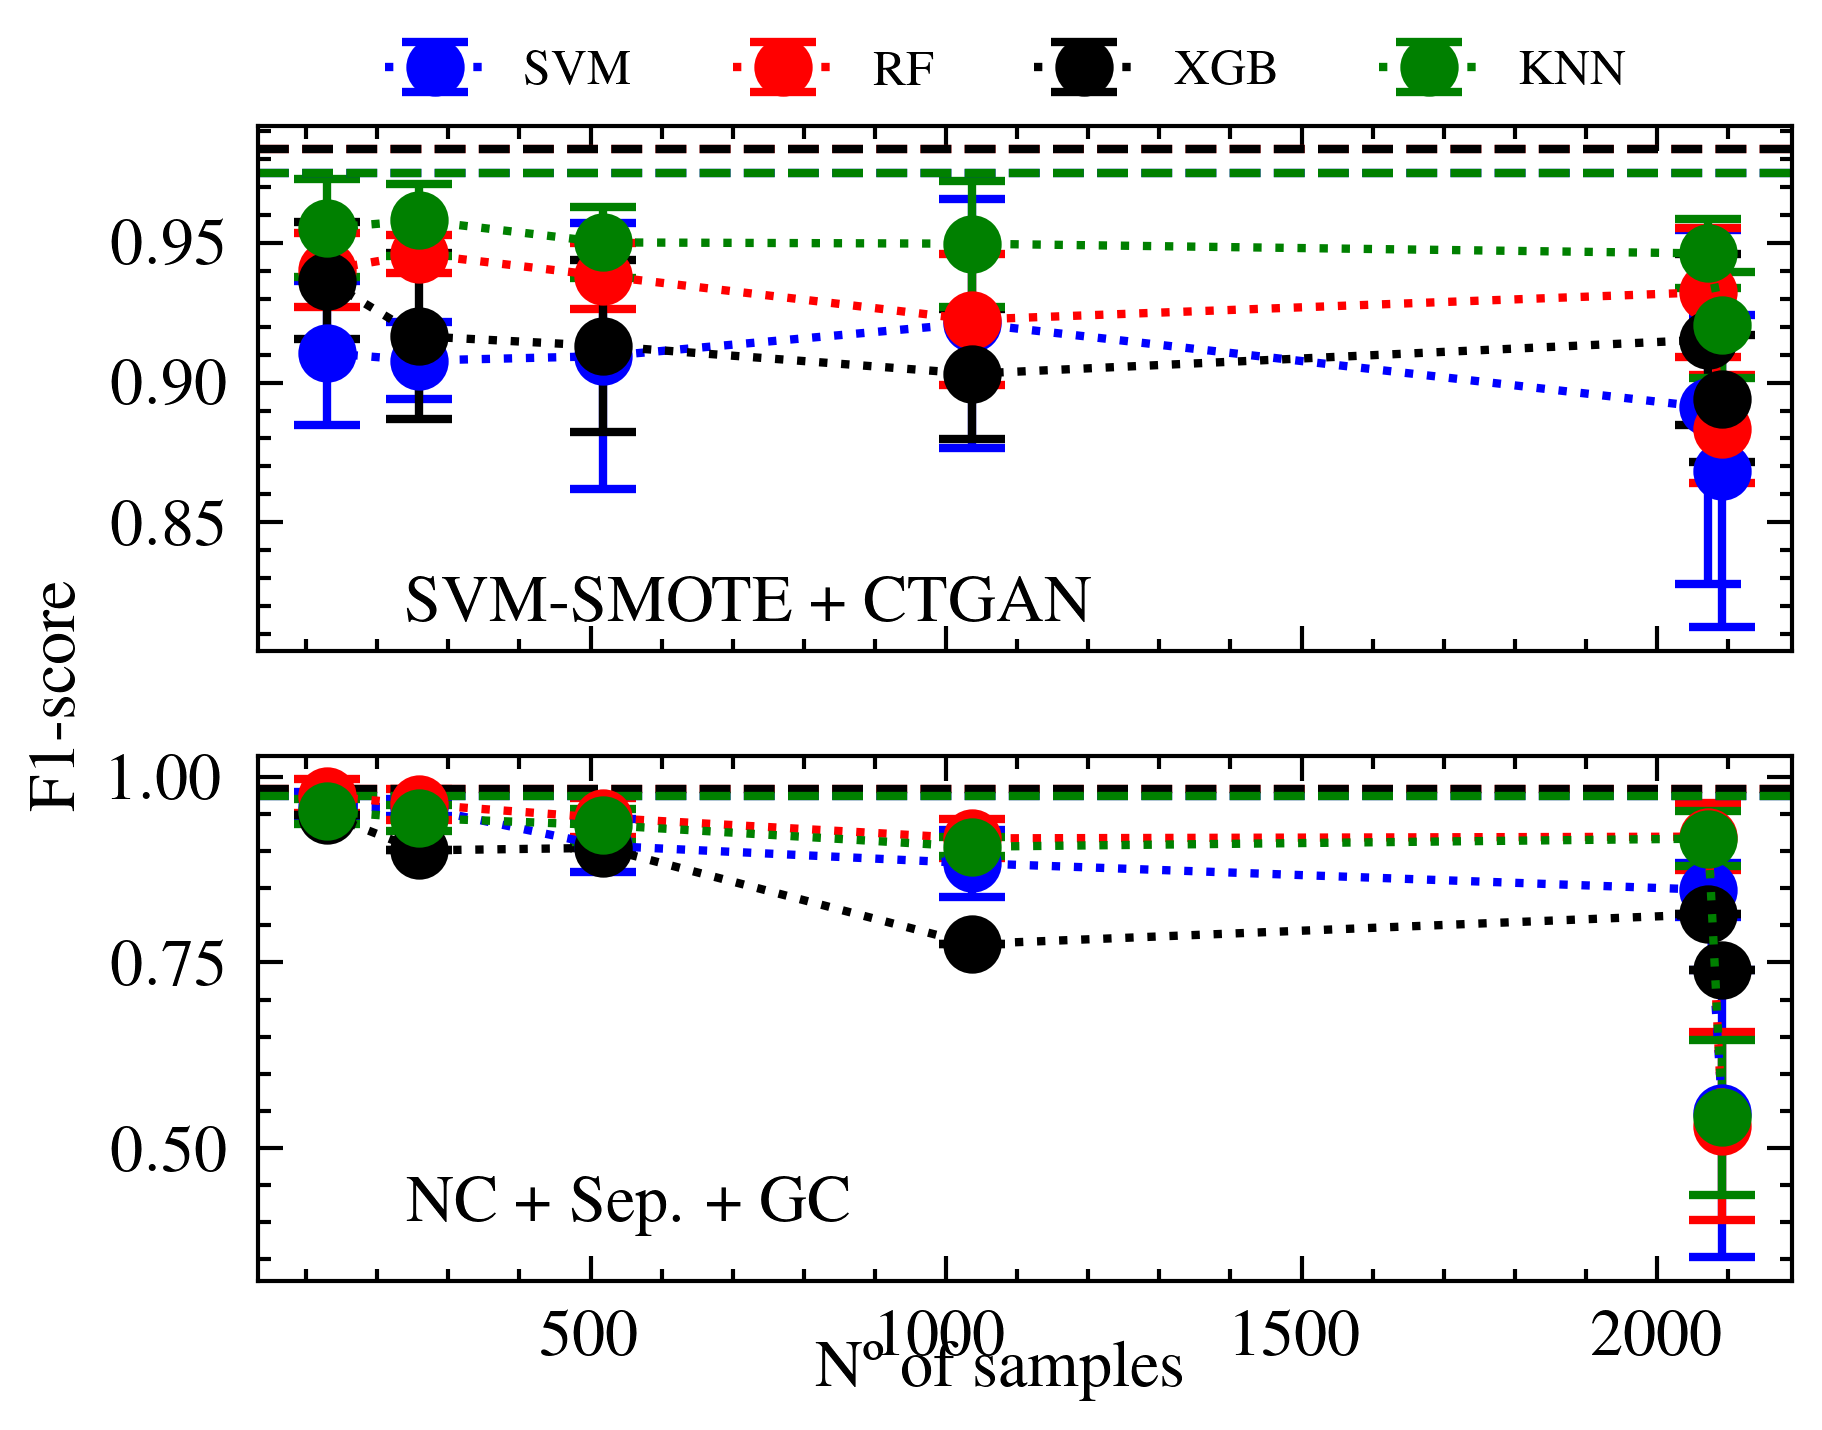 SVM RF XGB KNN
0.95
0.90
0.85
SVM-SMOTE + CTGAN
F1-score
1.00
0.75
0.50
NC + Sep. + GC
500 1000 1500 2000
Nº of samples